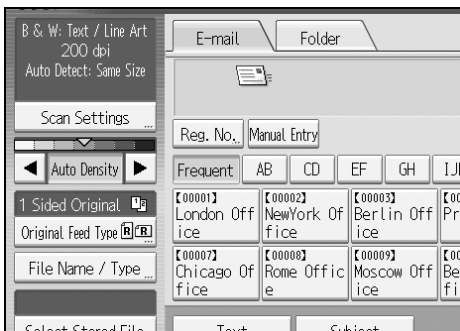 B & W: Text / Line Art
200 dpi
Auto Detect: Same Size
Scan Settings
Auto Density
1 Sided Original
Original Feed Type
File Name / Type
Select Stored File
E-mail
Folder
Reg. No.
Manual Entry
Frequent
AB
CD
EF
GH
[00001]
London Off
ice
[00002]
NewYork Of
fice
[00003]
Berlin Off
ice
[00007]
Chicago Of
fice
[00008]
Rome Offic
e
[00009]
Moscow Off
ice
Text
Subject